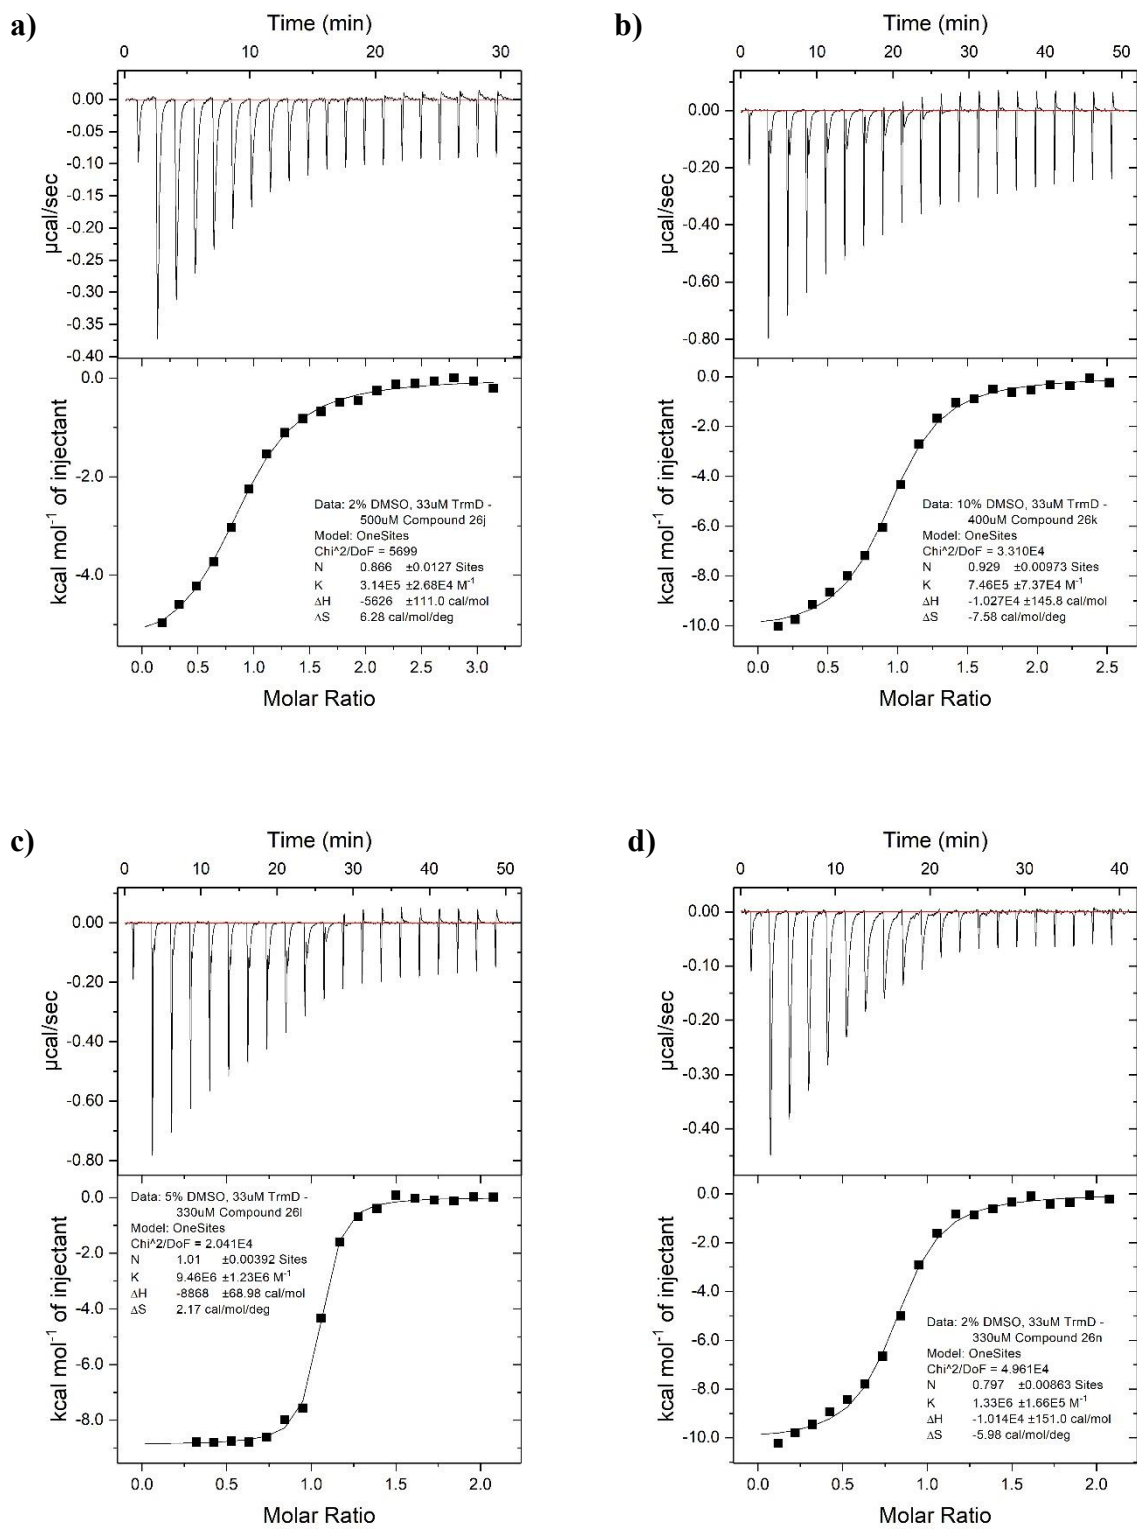 a)
Time (min)
0 10 20 30
0.00
-0.05
-0.10
-0.15
-0.20
-0.25
-0.30
-0.35
-0.40
µcal/sec
0.0
-2.0
-4.0
kcal mol⁻¹ of injectant
Data: 2% DMSO, 33uM TrmD -
500uM Compound 26j
Model: OneSites
Chi^2/DoF = 5699
N 0.866 ±0.0127 Sites
K 3.14E5 ±2.68E4 M⁻¹
ΔH -5626 ±111.0 cal/mol
ΔS 6.28 cal/mol/deg
0.0 0.5 1.0 1.5 2.0 2.5 3.0
Molar Ratio
b)
Time (min)
0 10 20 30 40 50
0.00
-0.20
-0.40
-0.60
-0.80
µcal/sec
0.0
-2.0
-4.0
-6.0
-8.0
-10.0
kcal mol⁻¹ of injectant
Data: 10% DMSO, 33uM TrmD -
400uM Compound 26k
Model: OneSites
Chi^2/DoF = 3.310E4
N 0.929 ±0.00973 Sites
K 7.46E5 ±7.37E4 M⁻¹
ΔH -1.027E4 ±145.8 cal/mol
ΔS -7.58 cal/mol/deg
0.0 0.5 1.0 1.5 2.0 2.5
Molar Ratio
c)
Time (min)
0 10 20 30 40 50
0.00
-0.20
-0.40
-0.60
-0.80
µcal/sec
0.0
-2.0
-4.0
-6.0
-8.0
kcal mol⁻¹ of injectant
Data: 5% DMSO, 33uM TrmD -
330uM Compound 26l
Model: OneSites
Chi^2/DoF = 2.041E4
N 1.01 ±0.00392 Sites
K 9.46E6 ±1.23E6 M⁻¹
ΔH -8868 ±68.98 cal/mol
ΔS 2.17 cal/mol/deg
0.0 0.5 1.0 1.5 2.0
Molar Ratio
d)
Time (min)
0 10 20 30 40
0.00
-0.10
-0.20
-0.30
-0.40
µcal/sec
0.0
-2.0
-4.0
-6.0
-8.0
-10.0
kcal mol⁻¹ of injectant
Data: 2% DMSO, 33uM TrmD -
330uM Compound 26n
Model: OneSites
Chi^2/DoF = 4.961E4
N 0.797 ±0.00863 Sites
K 1.33E6 ±1.66E5 M⁻¹
ΔH -1.014E4 ±151.0 cal/mol
ΔS -5.98 cal/mol/deg
0.0 0.5 1.0 1.5 2.0
Molar Ratio